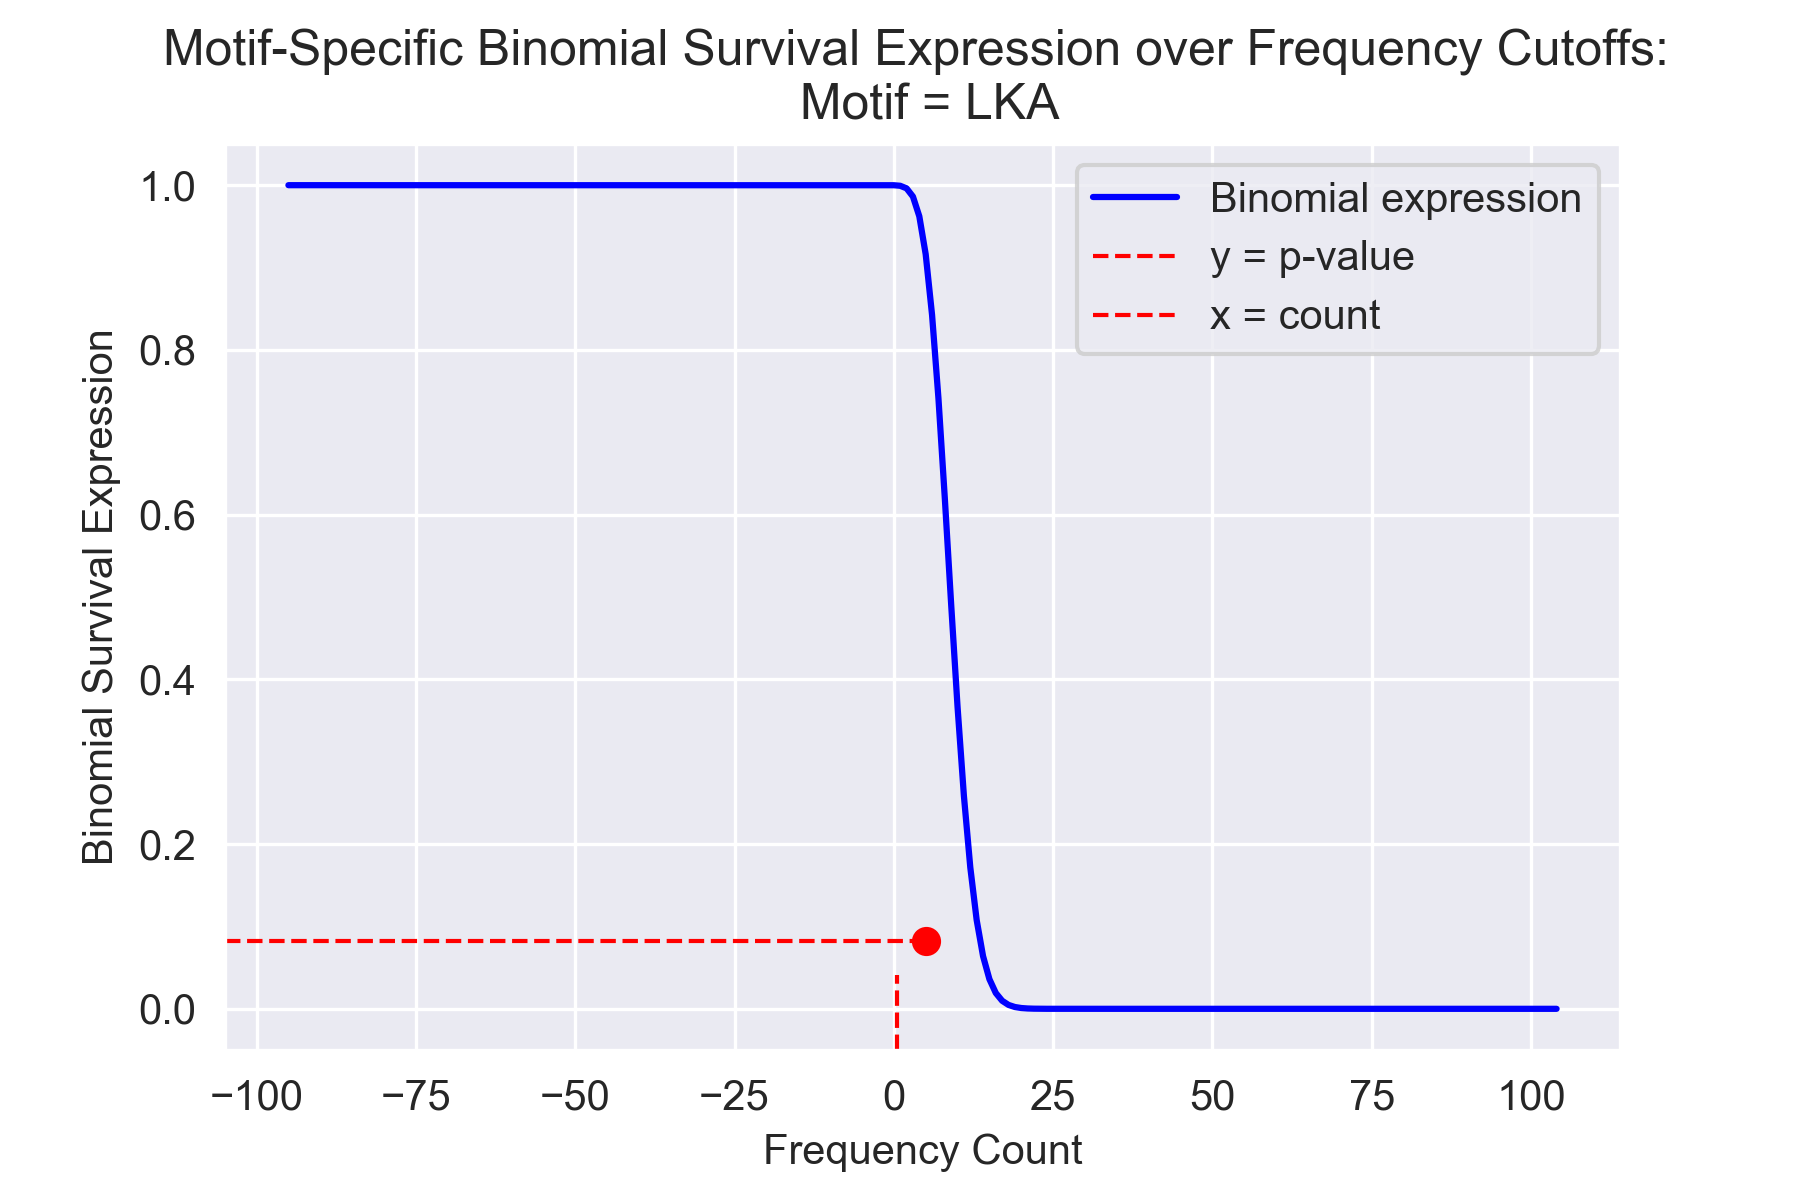 Motif-Specific Binomial Survival Expression over Frequency Cutoffs:
Motif = LKA
Binomial Survival Expression
1.0
0.8
0.6
0.4
0.2
0.0
Binomial expression
y = p-value
x = count
−100 −75 −50 −25 0 25 50 75 100
Frequency Count